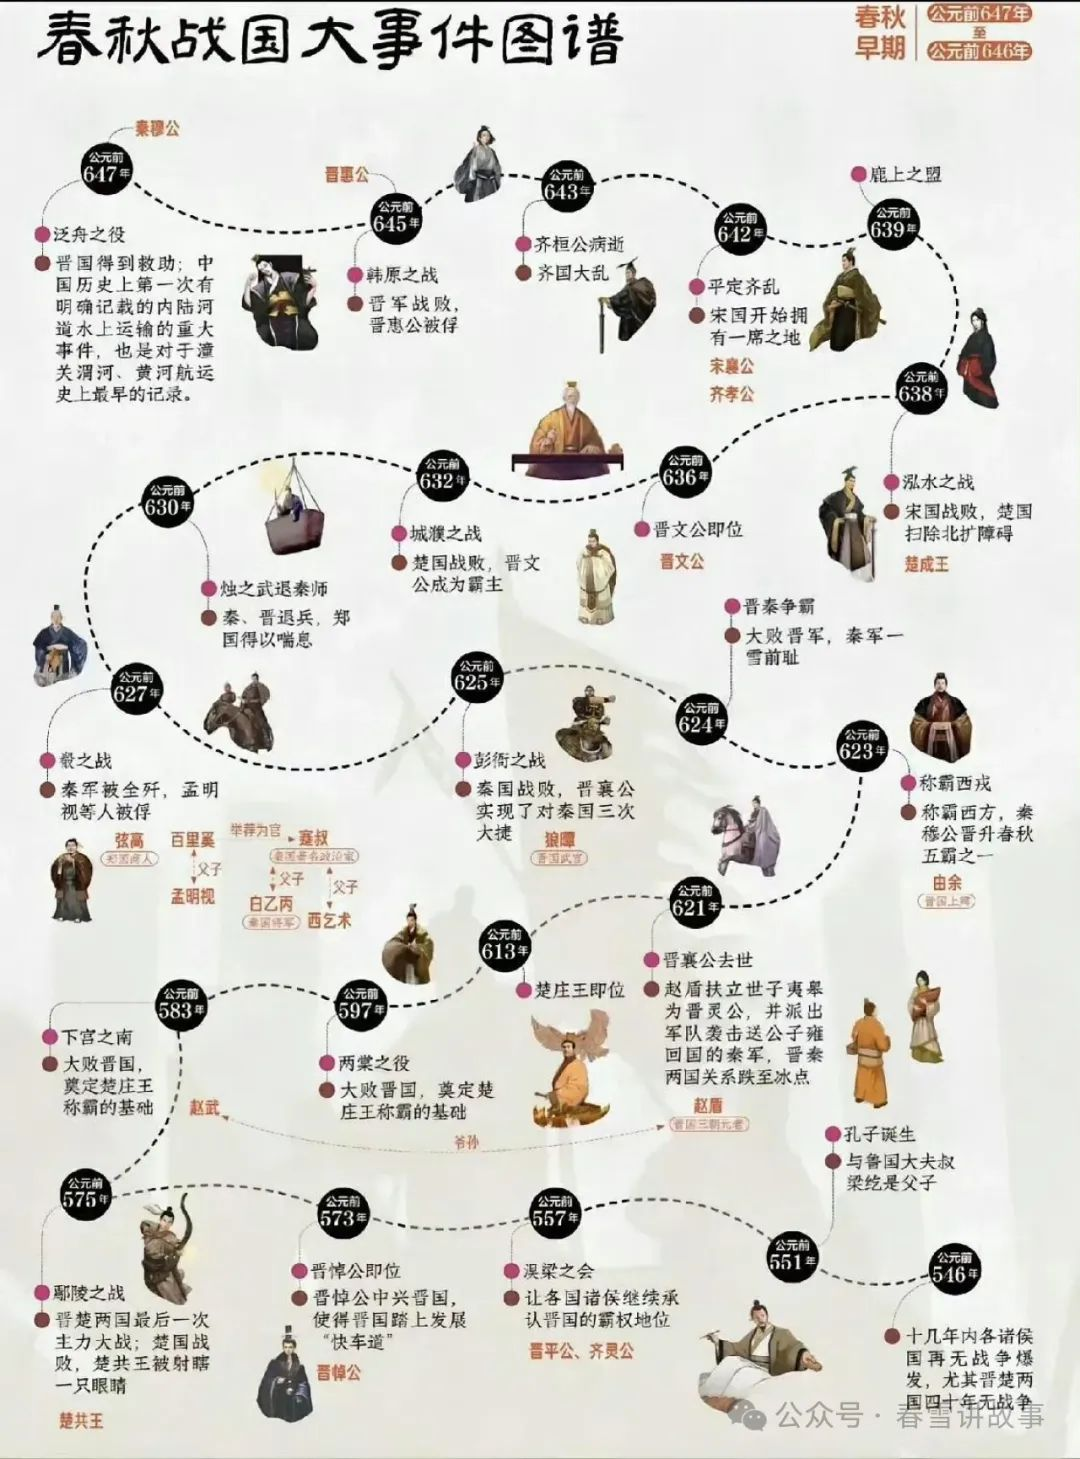 春秋战国大事件图谱
春秋
早期
公元前647年
至
公元前646年
秦穆公
公元前
647年
泛舟之役
晋国得到救助；中
国历史上第一次有
明确记载的内陆河
道水上运输的重大
事件，也是对于潼
关渭河、黄河航运
史上最早的记录。
晋惠公
公元前
645年
韩原之战
晋军战败，
晋惠公被俘
公元前
643年
齐桓公病逝
齐国大乱
公元前
642年
平定齐乱
宋国开始拥
有一席之地
宋襄公
齐孝公
鹿上之盟
公元前
639年
公元前
638年
泓水之战
宋国战败，楚国
扫除北扩障碍
楚成王
公元前
636年
晋文公即位
晋文公
公元前
632年
城濮之战
楚国战败，晋文
公成为霸主
公元前
630年
烛之武退秦师
秦、晋退兵，郑
国得以喘息
公元前
627年
殽之战
秦军被全歼，孟明
视等人被俘
弦高
郑国商人
百里奚
举荐为官
蹇叔
秦国著名政治家
父子
孟明视
父子
白乙丙
秦国将军
父子
西乞术
公元前
625年
彭衙之战
秦国战败，晋襄公
实现了对秦国三次
大捷
狼瞫
晋国武官
晋秦争霸
大败晋军，秦军一
雪前耻
公元前
624年
公元前
623年
称霸西戎
称霸西方，秦
穆公晋升春秋
五霸之一
由余
晋国上卿
公元前
621年
晋襄公去世
赵盾扶立世子夷皋
为晋灵公，并派出
军队袭击送公子雍
回国的秦军，晋秦
两国关系跌至冰点
赵盾
晋国三朝元老
公元前
613年
楚庄王即位
公元前
597年
两棠之役
大败晋国，奠定楚
庄王称霸的基础
公元前
583年
下宫之南
大败晋国，
奠定楚庄王
称霸的基础
赵武
爷孙
公元前
575年
鄢陵之战
晋楚两国最后一次
主力大战；楚国战
败，楚共王被射瞎
一只眼睛
楚共王
公元前
573年
晋悼公即位
晋悼公中兴晋国，
使得晋国踏上发展
“快车道”
晋悼公
公元前
557年
湨梁之会
让各国诸侯继续承
认晋国的霸权地位
晋平公、齐灵公
孔子诞生
与鲁国大夫叔
梁纥是父子
公元前
551年
公元前
546年
十几年内各诸侯
国再无战争爆
发，尤其晋楚两
国四十年无战争
公众号·春雪讲故事